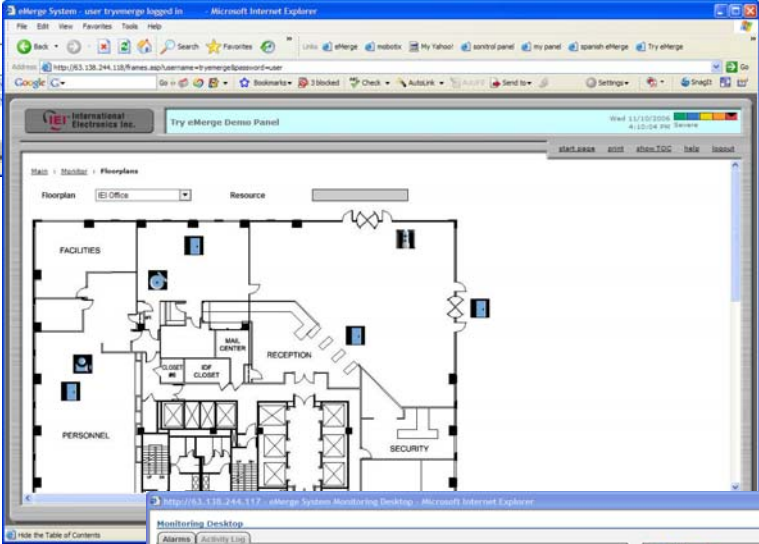 eMerge System - user tryemerge logged in - Microsoft Internet Explorer
File Edit View Favorites Tools Help
Back Search Favorites Links eMerge mobotix My Yahoo! sonitrol panel my panel spanish eMerge Try eMerge
Address http://63.138.244.118/frames.asp?username=tryemerge&password=user Go
Google G Go Bookmarks 3 blocked Check AutoLink AutoFill Send to Settings SnagIt
IEI International Electronics Inc.
Try eMerge Demo Panel
Wed 11/10/2006
4:10:04 PM Severe
start page print show TOC help logout
Main : Monitor : Floorplans
Floorplan IEI Office Resource
FACILITIES
MAIL CENTER
RECEPTION
CLOSET
IDF CLOSET
PERSONNEL
SECURITY
http://63.138.244.117 - eMerge System Monitoring Desktop - Microsoft Internet Explorer
Hide the Table of Contents
Monitoring Desktop
Alarms Activity Log